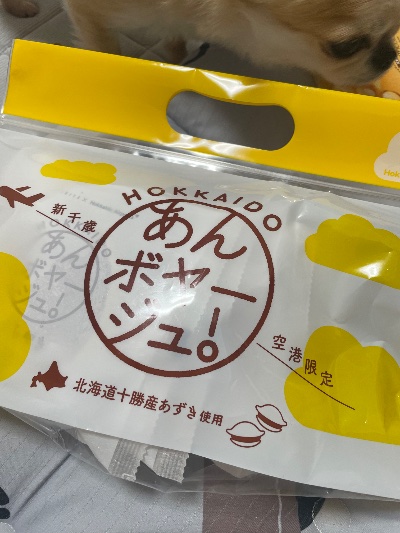 HOKKAIDO
新千歳
あん
ボヤー
ジュ。
空港限定
北海道十勝産あずき使用